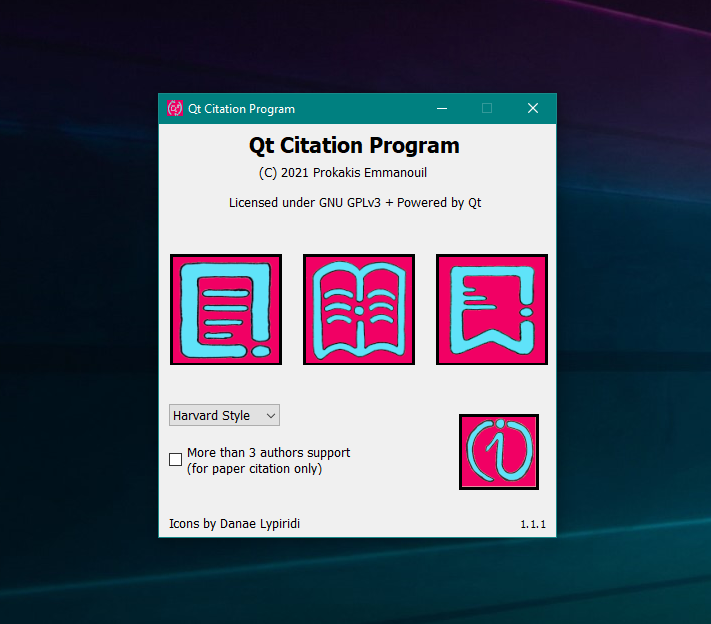 Qt Citation Program
Qt Citation Program
(C) 2021 Prokakis Emmanouil
Licensed under GNU GPLv3 + Powered by Qt
Harvard Style
More than 3 authors support
(for paper citation only)
Icons by Danae Lypiridi
1.1.1